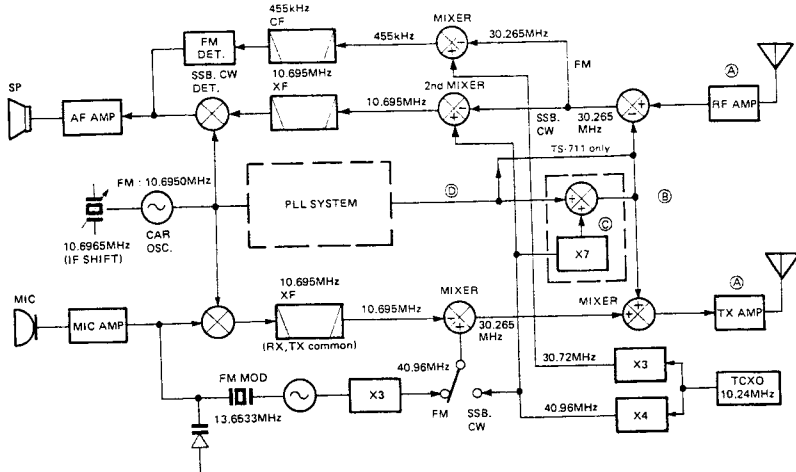 455kHz
CF
MIXER
FM
DET.
455kHz
30.265MHz
SSB. CW
DET.
10.695MHz
XF
2nd MIXER
FM
Ⓐ
SP
AF AMP
10.695MHz
SSB.
CW
30.265
MHz
RF AMP
TS-711 only
FM : 10.6950MHz
PLL SYSTEM
Ⓓ
Ⓑ
Ⓒ
10.6965MHz
(IF SHIFT)
CAR
OSC.
X7
MIC
10.695MHz
XF
MIXER
MIXER
Ⓐ
MIC AMP
10.695MHz
30.265
MHz
TX AMP
(RX, TX common)
40.96MHz
30.72MHz
X3
FM MOD
TCXO
10.24MHz
X3
FM
SSB.
CW
40.96MHz
X4
13.6533MHz